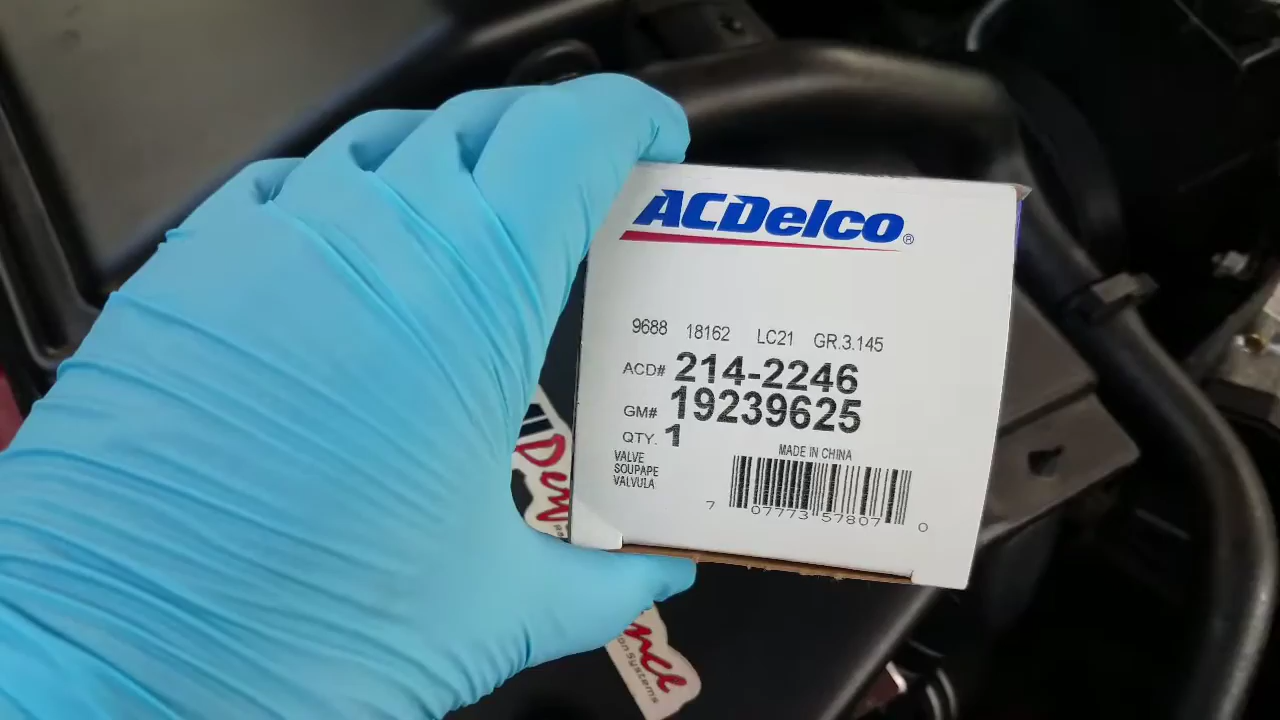 ACDelco®
9688 18162 LC21 GR.3.145
ACD# 214-2246
GM# 19239625
QTY. 1
MADE IN CHINA
VALVE
SOUPAPE
VALVULA
7 07773 57807 0